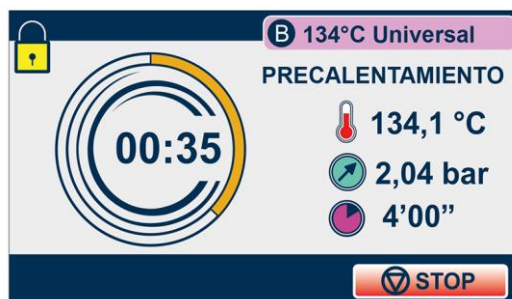 B 134°C Universal
PRECALENTAMIENTO
00:35
134,1 °C
2,04 bar
4’00”
STOP